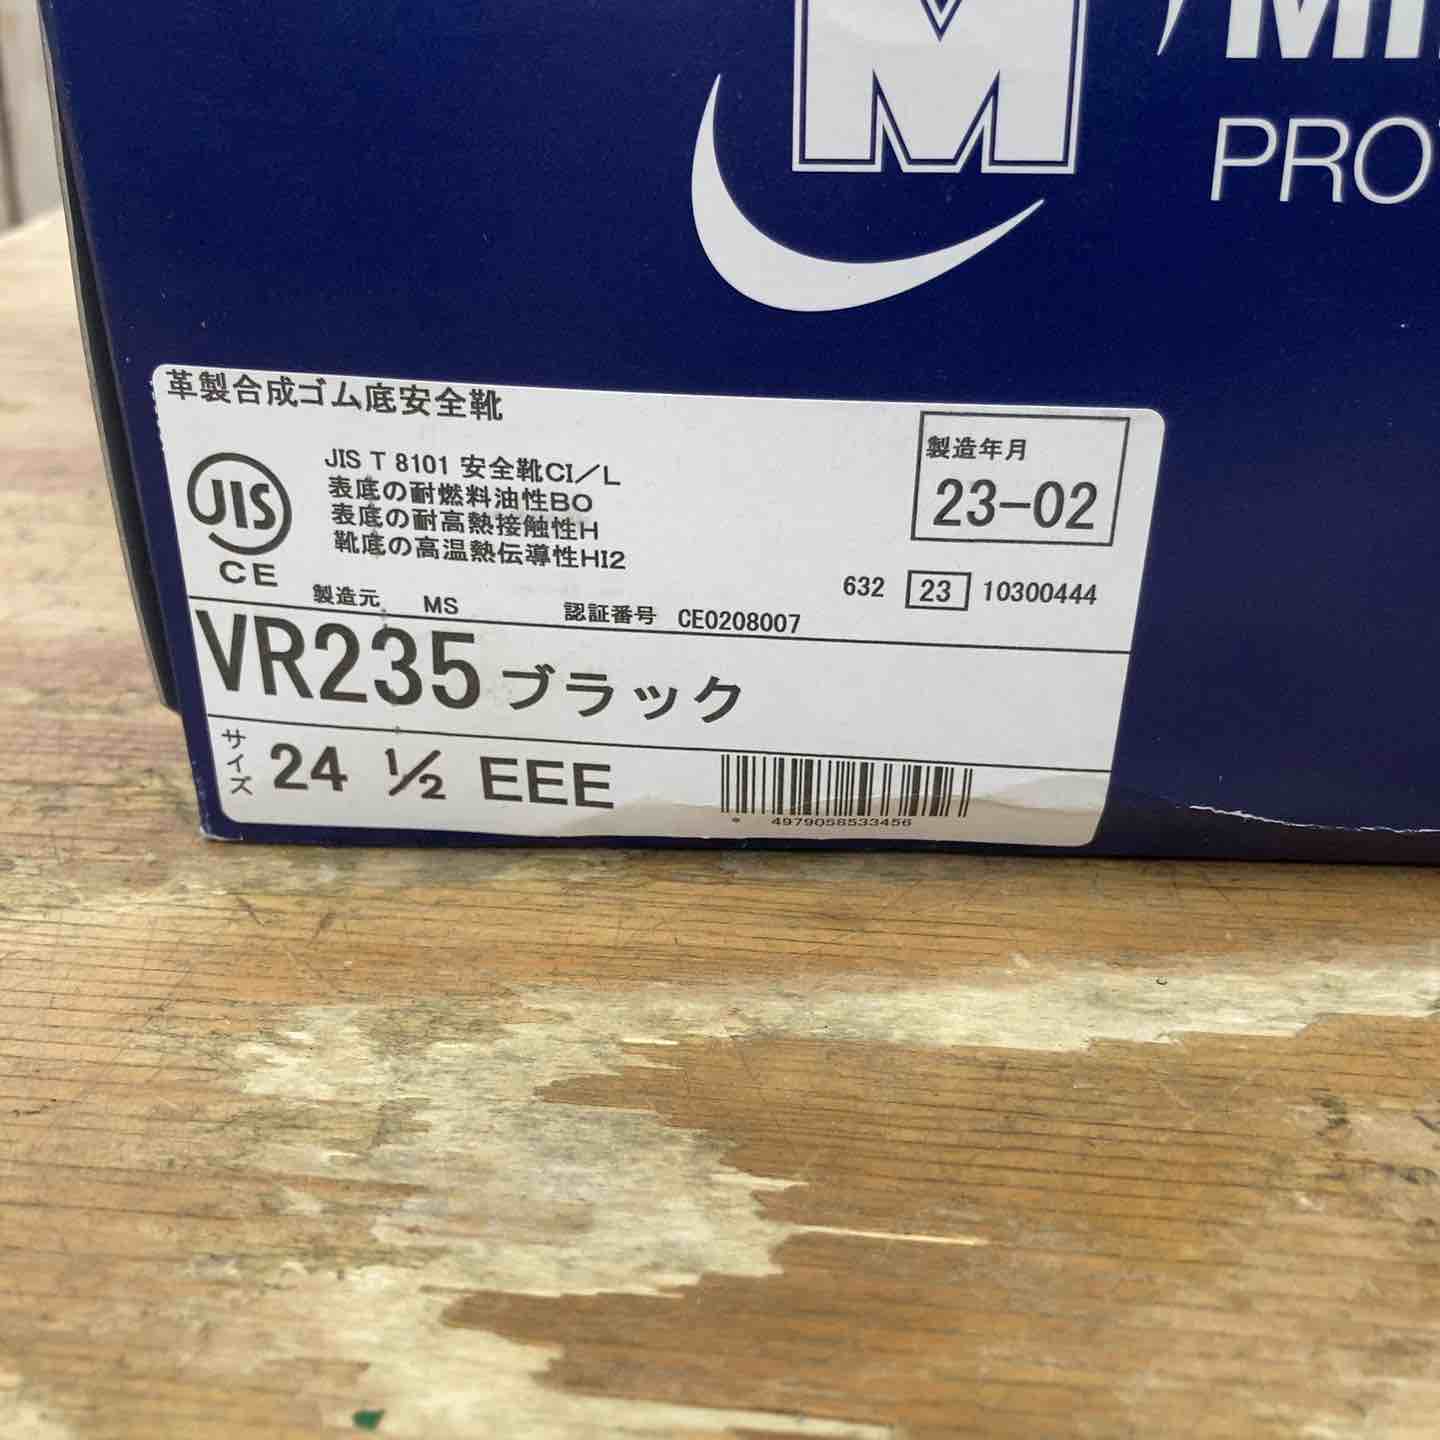 M
革製合成ゴム底安全靴
JIS
CE
JIS T 8101 安全靴CI/L
表底の耐燃料油性BO
表底の耐高熱接触性H
靴底の高温熱伝導性HI2
製造年月
23-02
632 23 10300444
製造元 MS 認証番号 CE0208007
VR235 ブラック
サイズ 24 ½ EEE
4979058533456